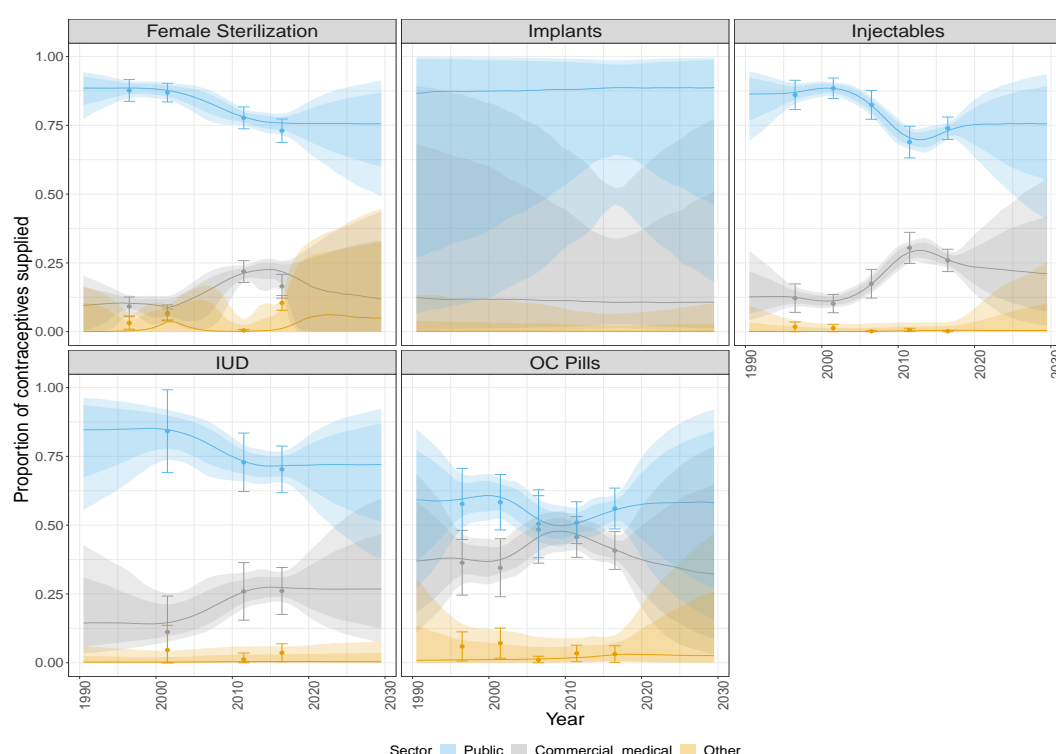 Female Sterilization Implants Injectables
1.00
0.75
0.50
0.25
0.00
1990 2000 2010 2020 2030
IUD OC Pills
1.00
0.75
0.50
0.25
0.00
1990 2000 2010 2020 2030 1990 2000 2010 2020 2030
Proportion of contraceptives supplied
Year
Sector Public Commercial_medical Other